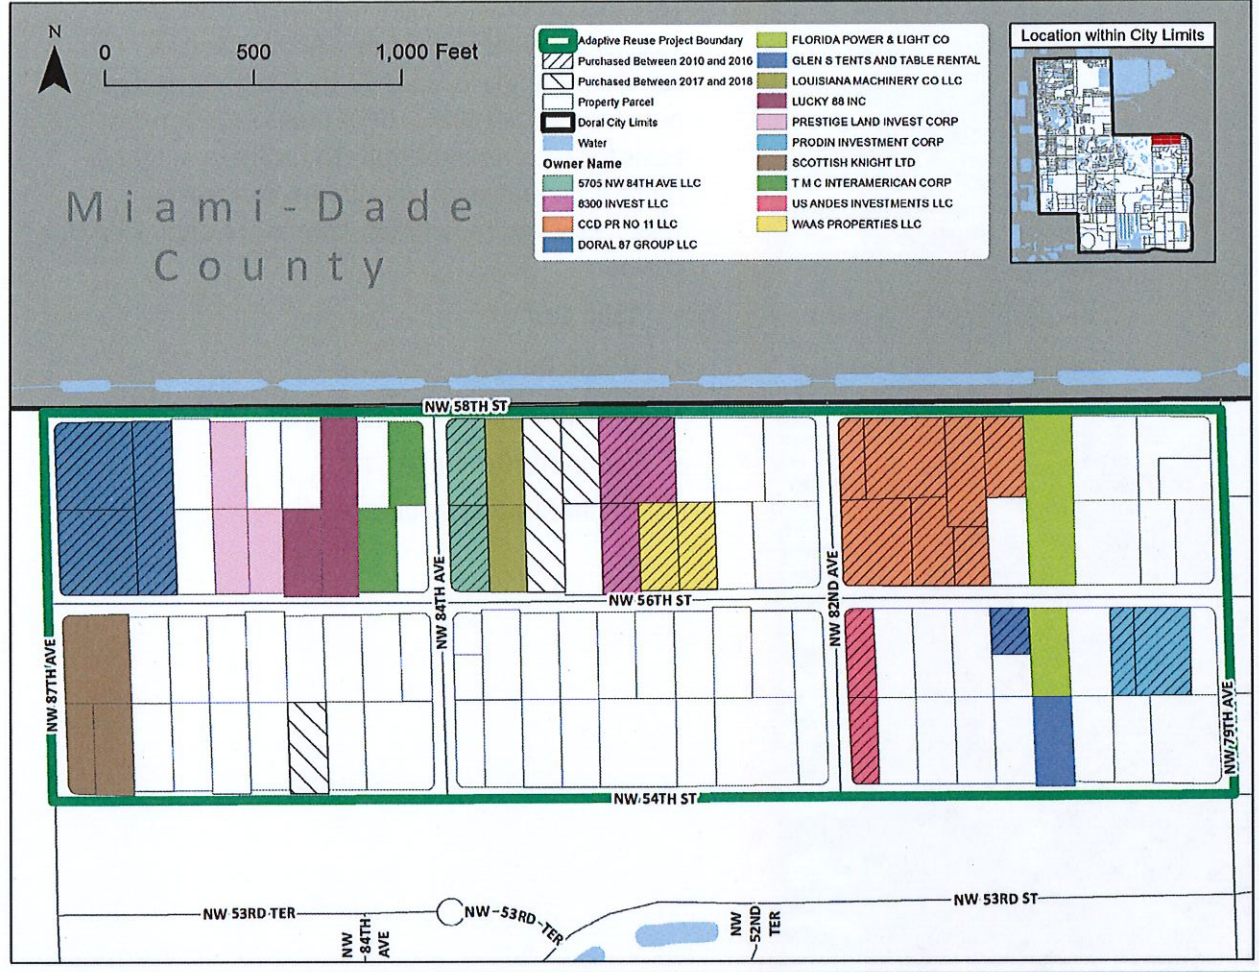 N
0 500 1,000 Feet
Adaptive Reuse Project Boundary
Purchased Between 2010 and 2016
Purchased Between 2017 and 2018
Property Parcel
Doral City Limits
Water
Owner Name
5705 NW 84TH AVE LLC
8300 INVEST LLC
CCD PR NO 11 LLC
DORAL 87 GROUP LLC
FLORIDA POWER & LIGHT CO
GLEN S TENTS AND TABLE RENTAL
LOUISIANA MACHINERY CO LLC
LUCKY 88 INC
PRESTIGE LAND INVEST CORP
PRODIN INVESTMENT CORP
SCOTTISH KNIGHT LTD
T M C INTERAMERICAN CORP
US ANDES INVESTMENTS LLC
WAAS PROPERTIES LLC
Location within City Limits
Miami-Dade
County
NW 58TH ST
NW 84TH AVE
NW 82ND AVE
NW 56TH ST
NW 87TH AVE
NW 79TH AVE
NW 54TH ST
NW 53RD TER
NW
84TH
AVE
NW 53RD TER
NW
52ND
TER
NW 53RD ST